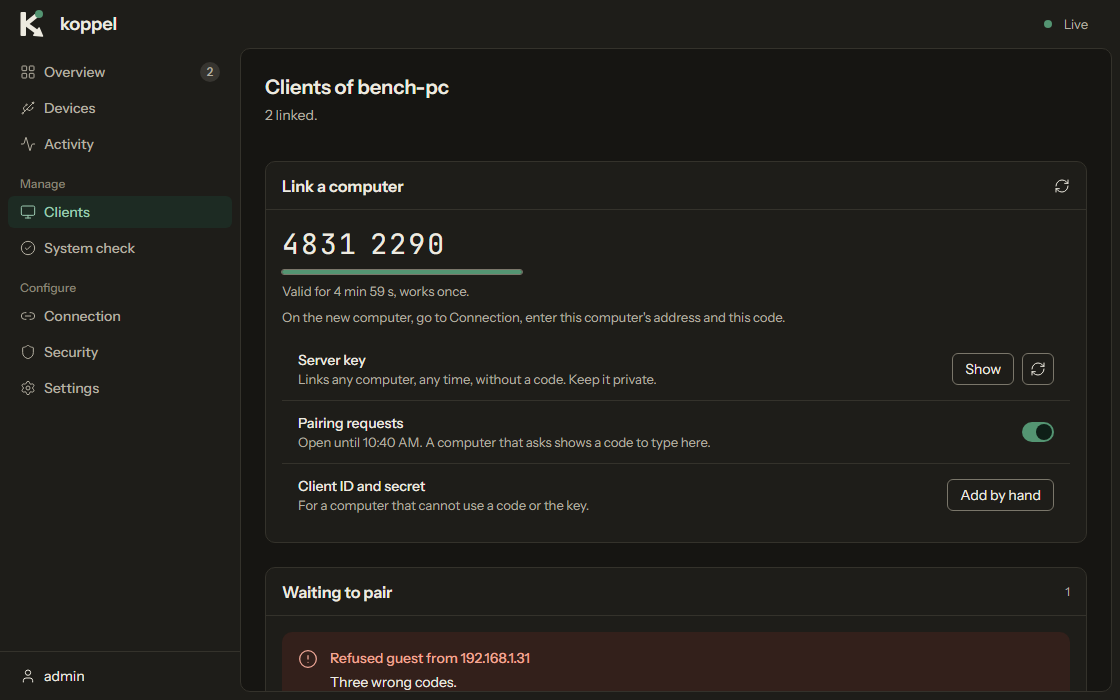 koppel
Live
Overview 2
Devices
Activity
Manage
Clients
System check
Configure
Connection
Security
Settings
admin
Clients of bench-pc
2 linked.
Link a computer
4831 2290
Valid for 4 min 59 s, works once.
On the new computer, go to Connection, enter this computer's address and this code.
Server key
Links any computer, any time, without a code. Keep it private.
Show
Pairing requests
Open until 10:40 AM. A computer that asks shows a code to type here.
Client ID and secret
For a computer that cannot use a code or the key.
Add by hand
Waiting to pair 1
Refused guest from 192.168.1.31
Three wrong codes.